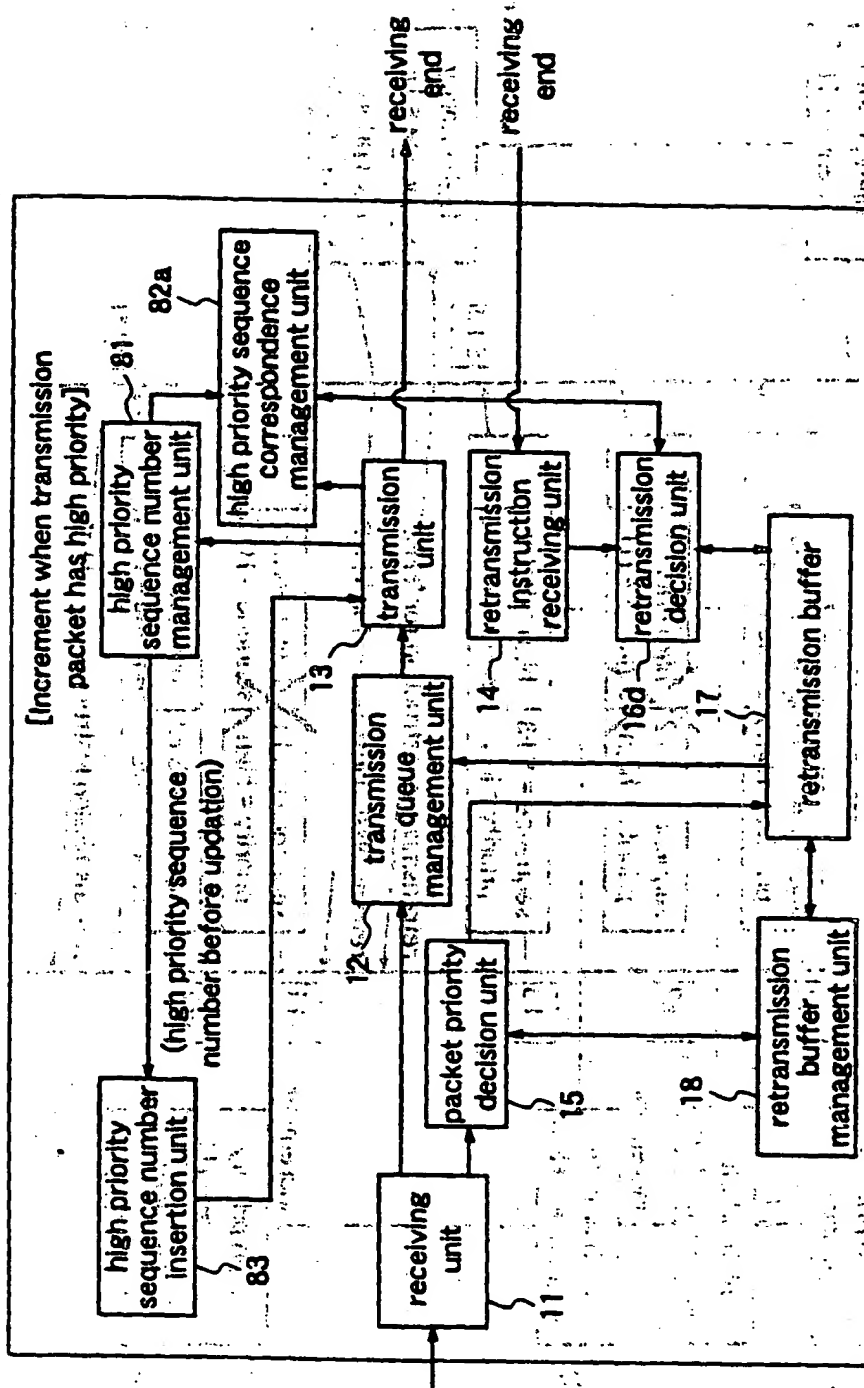 [Increment when transmission
packet has high priority]
high priority
sequence number
insertion unit
83
(high priority sequence
number before updation)
high priority
sequence number
management unit
81
high priority sequence
correspondence
management unit
82a
receiving
unit
11
transmission
queue
management unit
12
transmission
unit
13
receiving
end
receiving
end
packet priority
decision unit
15
retransmission
instruction
receiving unit
14
retransmission
decision unit
16d
retransmission
buffer
management unit
18
retransmission buffer
17